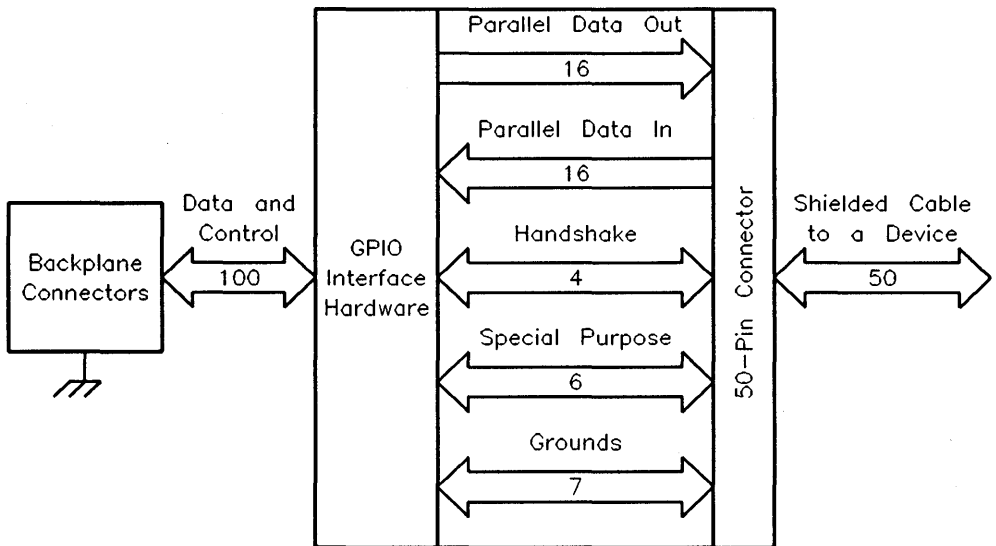 Parallel Data Out
16
Parallel Data In
16
Data and
Control
100
Backplane
Connectors
GPIO
Interface
Hardware
Handshake
4
Special Purpose
6
Grounds
7
50-Pin Connector
Shielded Cable
to a Device
50